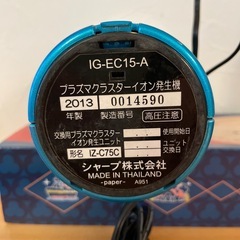 IG-EC15-A
プラズマクラスターイオン発生機
2013 0014590
年製 製造番号 高圧注意
交換用プラズマクラスター
イオン発生ユニット
使用開始日
形名 IZ-C75C
ユニット
交換日
シャープ株式会社
MADE IN THAILAND
-paper- A951